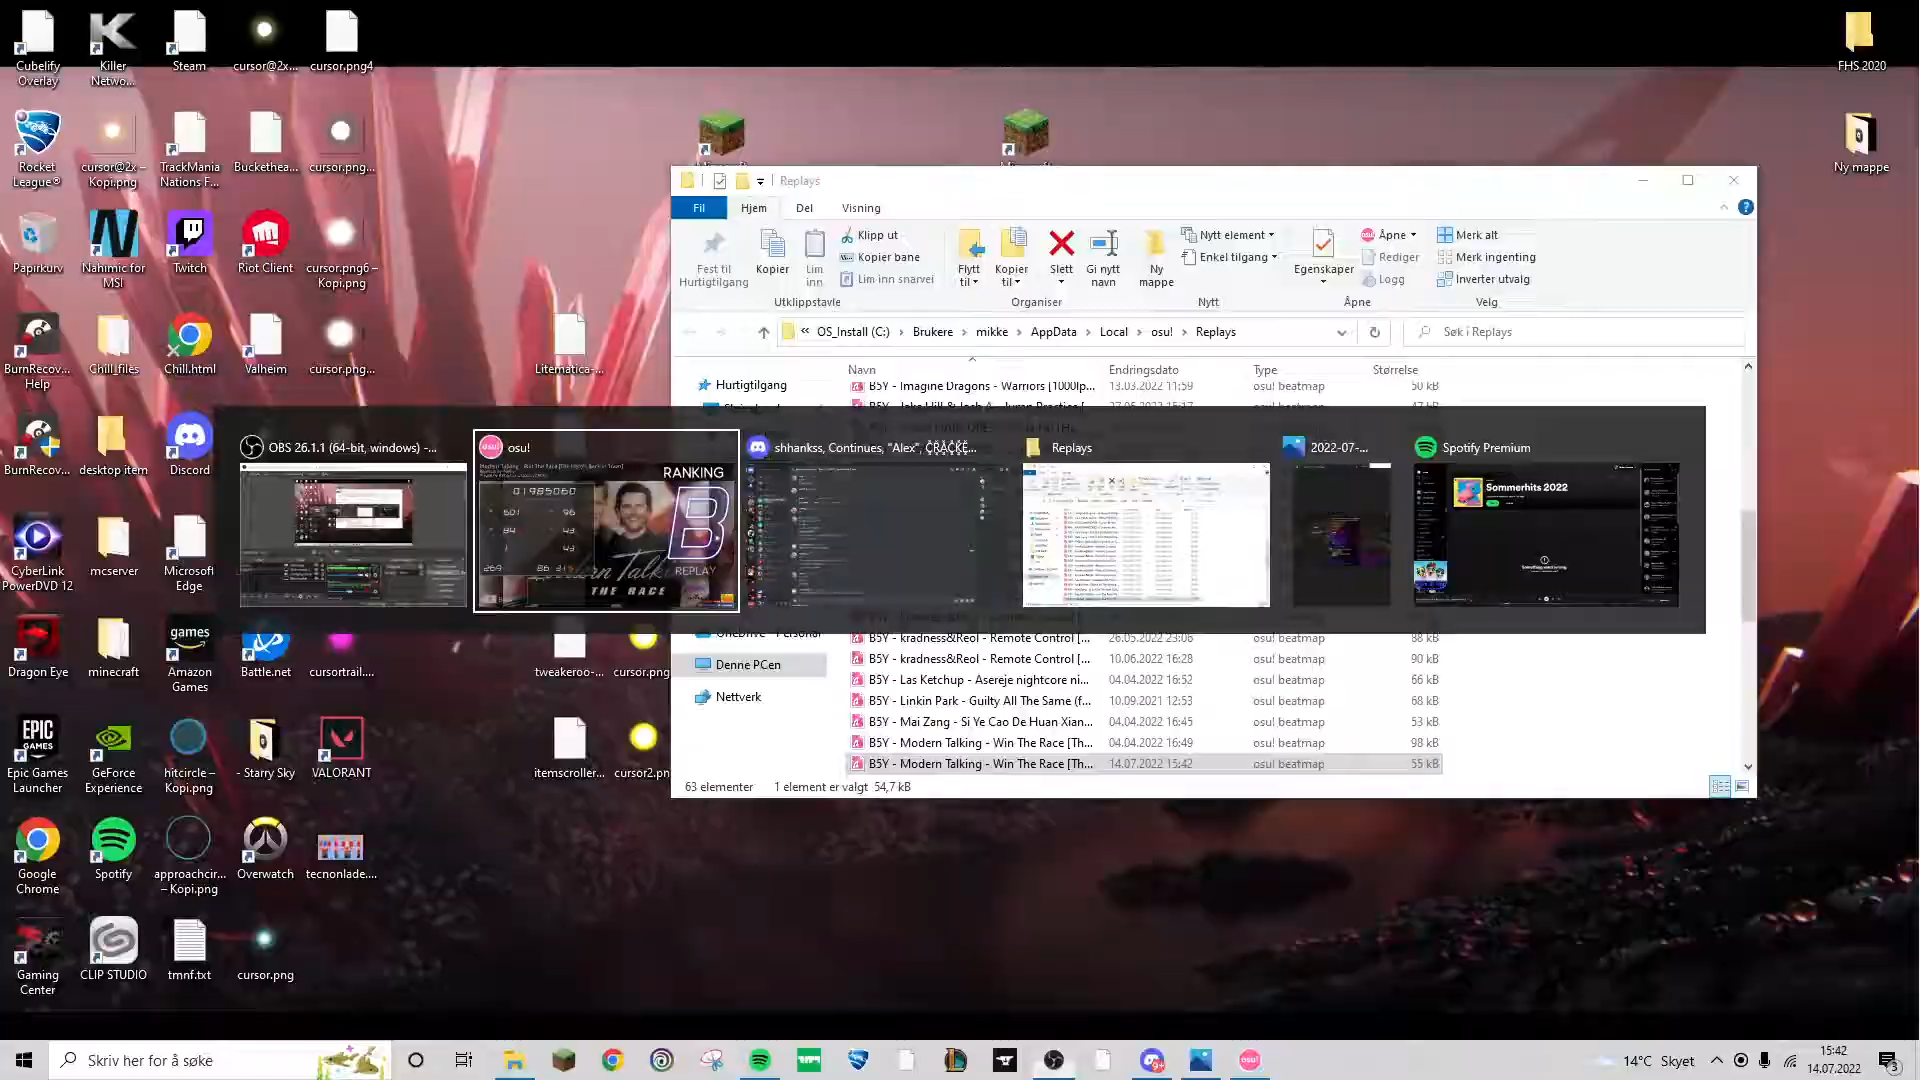 Cubelify Overlay
Killer Netwo...
Steam
cursor@2x...
cursor.png4
FHS 2020
Rocket League®
cursor@2x – Kopi.png
TrackMania Nations F...
Buckethea...
cursor.png...
Ny mappe
Papirkurv
Nahimic for MSI
Twitch
Riot Client
cursor.png6 – Kopi.png
BurnRecov... Help
Chill_files
Chill.html
Valheim
cursor.png...
Litematica-...
BurnRecov...
desktop item
Discord
CyberLink PowerDVD 12
mcserver
Microsoft Edge
Dragon Eye
minecraft
Amazon Games
Battle.net
cursortrail....
tweakeroo-...
cursor.png...
EPIC GAMES
Epic Games Launcher
GeForce Experience
hitcircle – Kopi.png
- Starry Sky
VALORANT
itemscroller...
cursor2.pn...
Google Chrome
Spotify
approachcir... – Kopi.png
Overwatch
tecnonlade....
Gaming Center
CLIP STUDIO
tmnf.txt
cursor.png
Replays
Fil
Hjem
Del
Visning
Fest til Hurtigtilgang
Kopier
Lim inn
Klipp ut
Kopier bane
Lim inn snarvei
Utklippstavle
Flytt til
Kopier til
Slett
Gi nytt navn
Organiser
Ny mappe
Nytt element
Enkel tilgang
Nytt
Egenskaper
Åpne
Rediger
Logg
Åpne
Merk alt
Merk ingenting
Inverter utvalg
Velg
« OS_Install (C:) › Brukere › mikke › AppData › Local › osu! › Replays
Søk i Replays
Navn Endringsdato Type Størrelse
Hurtigtilgang
B5Y - Imagine Dragons - Warriors [1000lp... 13.03.2022 11:59 osu! beatmap 50 kB
OBS 26.1.1 (64-bit, windows) -...
osu!
RANKING
01985060
B
REPLAY
THE RACE
shhankss, Continues, "Alex", ČŘÁČKĚ...
Replays
2022-07-...
Spotify Premium
Sommerhits 2022
OneDrive - Personal
Denne PCen
Nettverk
B5Y - kradness&Reol - Remote Control [... 26.05.2022 23:06 osu! beatmap 88 kB
B5Y - kradness&Reol - Remote Control [... 10.06.2022 16:28 osu! beatmap 90 kB
B5Y - Las Ketchup - Asereje nightcore ni... 04.04.2022 16:52 osu! beatmap 66 kB
B5Y - Linkin Park - Guilty All The Same (f... 10.09.2021 12:53 osu! beatmap 68 kB
B5Y - Mai Zang - Si Ye Cao De Huan Xian... 04.04.2022 16:45 osu! beatmap 53 kB
B5Y - Modern Talking - Win The Race [Th... 04.04.2022 16:49 osu! beatmap 98 kB
B5Y - Modern Talking - Win The Race [Th... 14.07.2022 15:42 osu! beatmap 55 kB
63 elementer 1 element er valgt 54,7 kB
Skriv her for å søke
14°C Skyet
15:42
14.07.2022